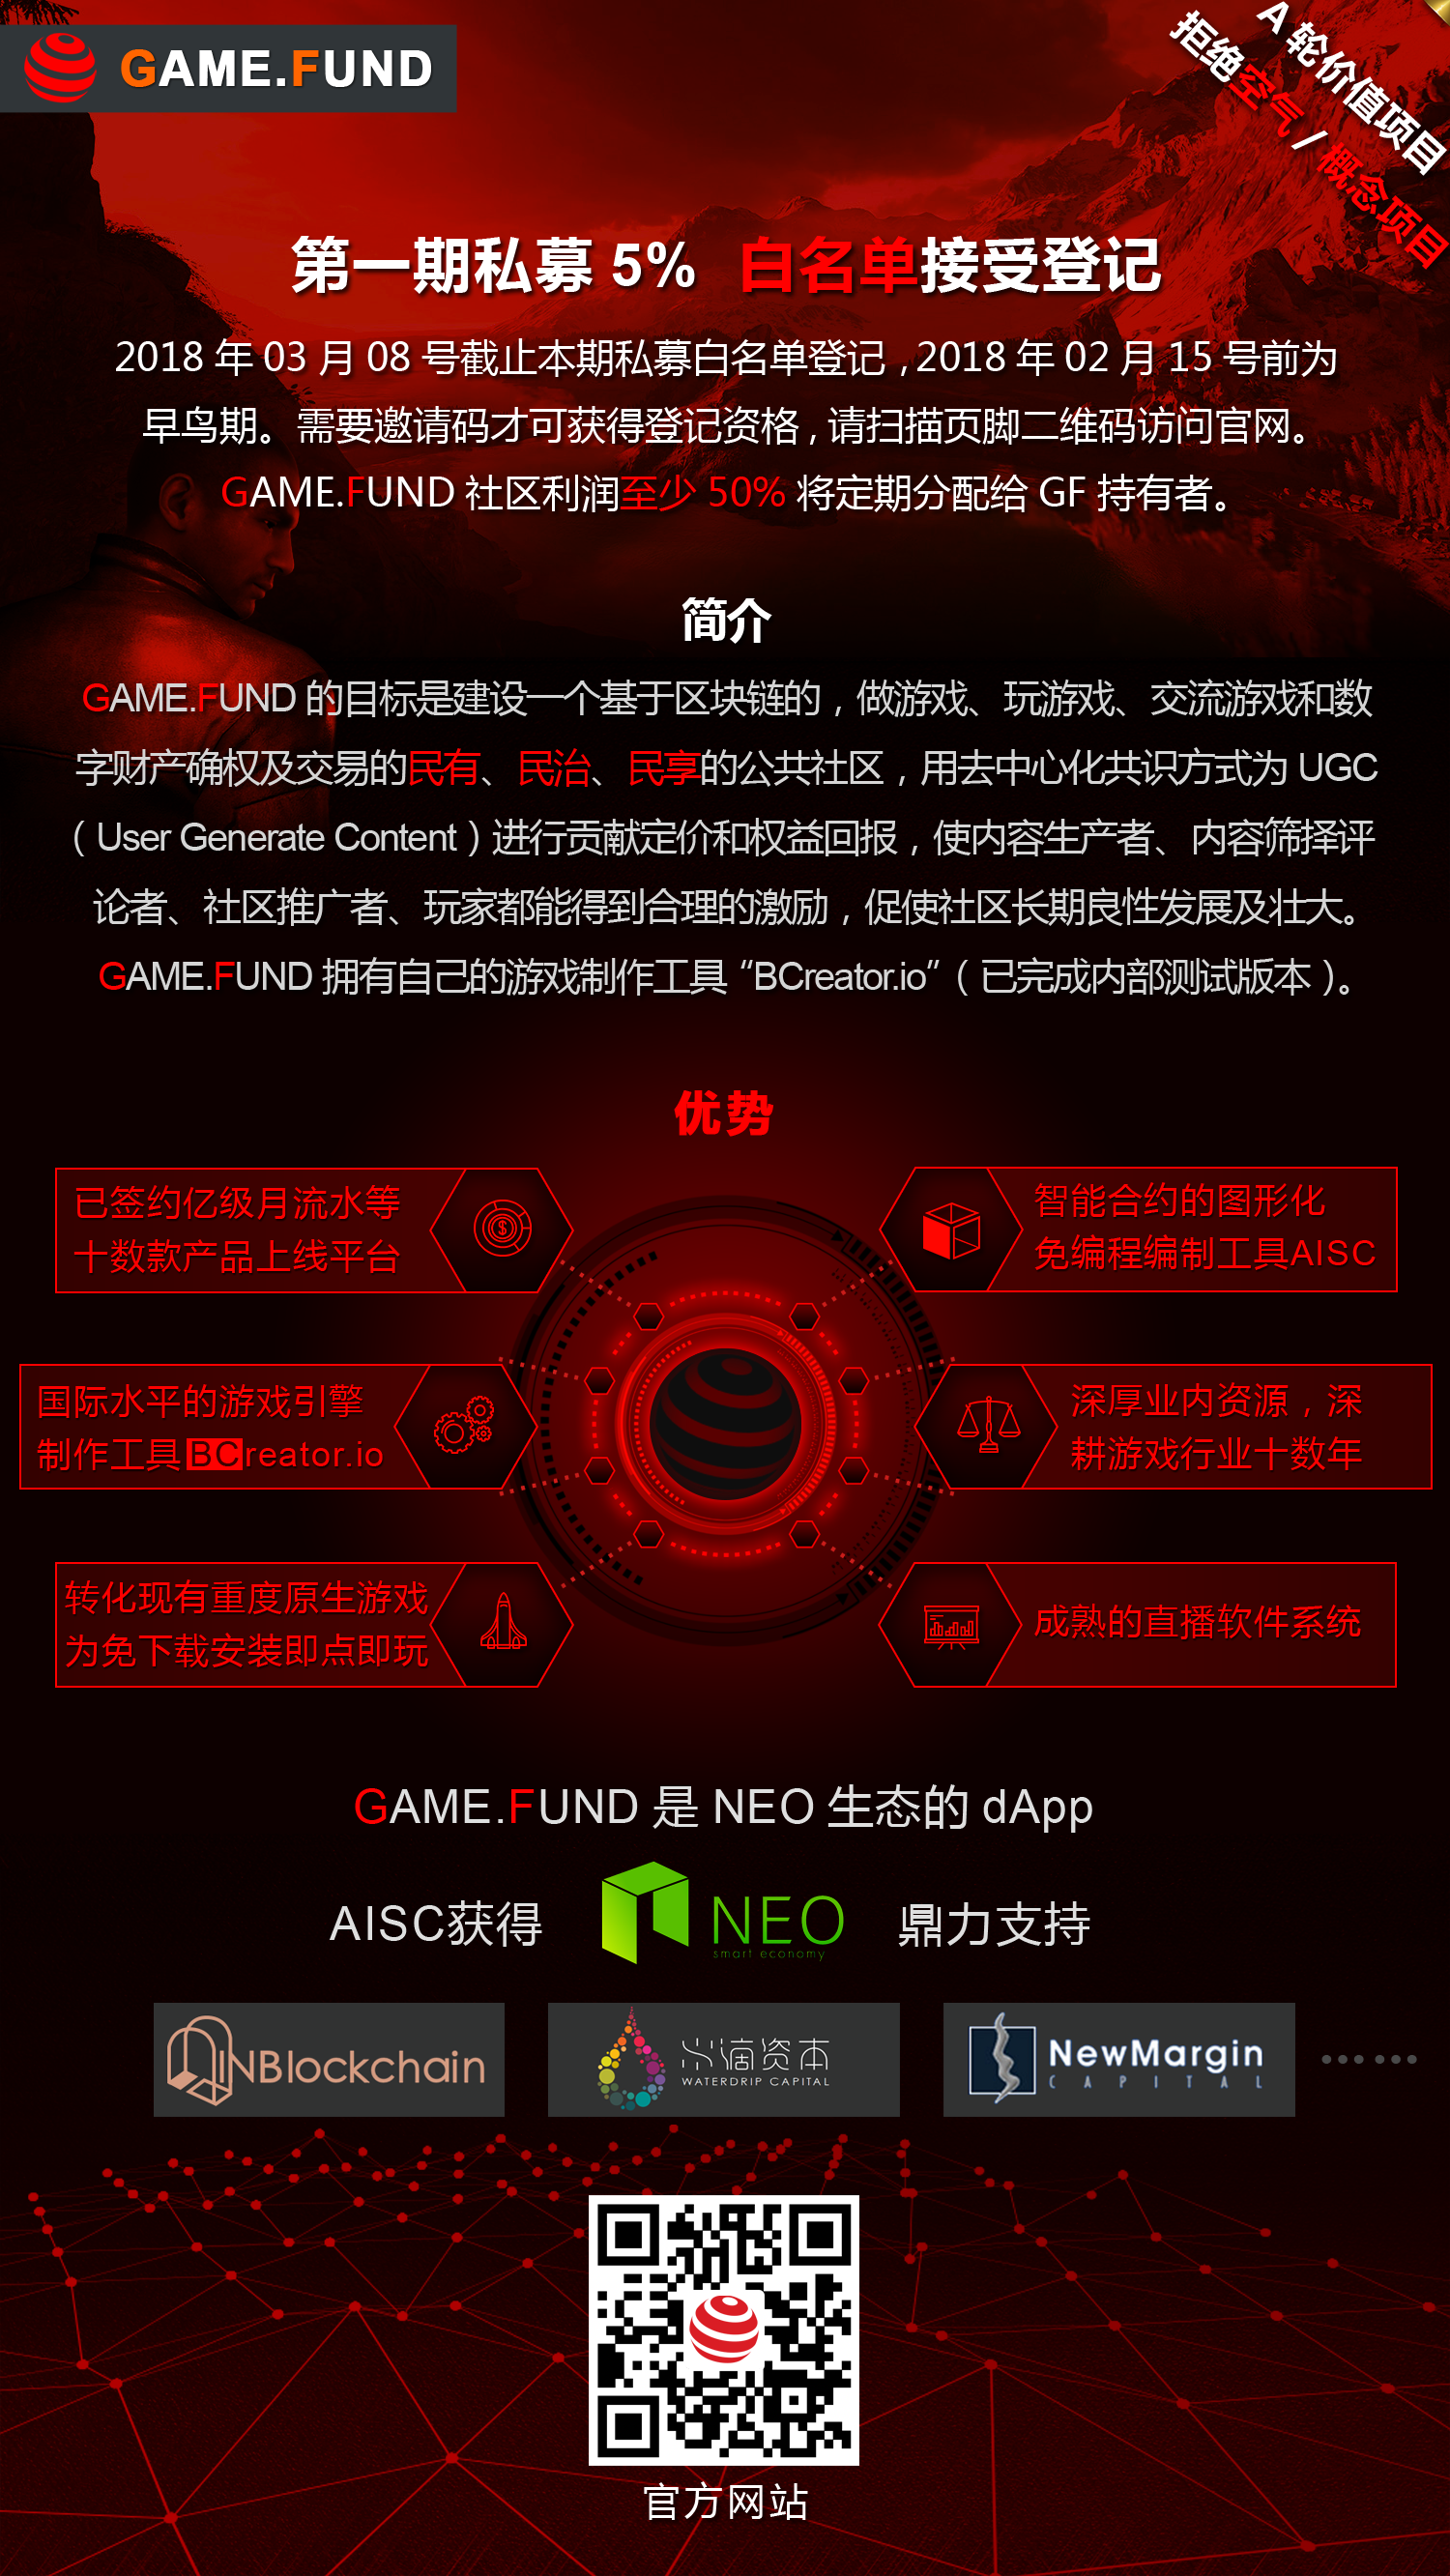 GAME.FUND
A 轮价值项目
拒绝空气 / 概念项目
第一期私募 5% 白名单接受登记
2018 年 03 月 08 号截止本期私募白名单登记，2018 年 02 月 15 号前为
早鸟期。需要邀请码才可获得登记资格，请扫描页脚二维码访问官网。
GAME.FUND 社区利润至少 50% 将定期分配给 GF 持有者。
简介
GAME.FUND 的目标是建设一个基于区块链的，做游戏、玩游戏、交流游戏和数
字财产确权及交易的民有、民治、民享的公共社区，用去中心化共识方式为 UGC
（User Generate Content）进行贡献定价和权益回报，使内容生产者、内容筛择评
论者、社区推广者、玩家都能得到合理的激励，促使社区长期良性发展及壮大。
GAME.FUND 拥有自己的游戏制作工具 “BCreator.io”（已完成内部测试版本）。
优势
已签约亿级月流水等
十数款产品上线平台
智能合约的图形化
免编程编制工具AISC
国际水平的游戏引擎
制作工具BCreator.io
深厚业内资源，深
耕游戏行业十数年
转化现有重度原生游戏
为免下载安装即点即玩
成熟的直播软件系统
GAME.FUND 是 NEO 生态的 dApp
AISC获得 NEO 鼎力支持
smart economy
INBlockchain
水滴资本
WATERDRIP CAPITAL
NewMargin
CAPITAL
……
官方网站